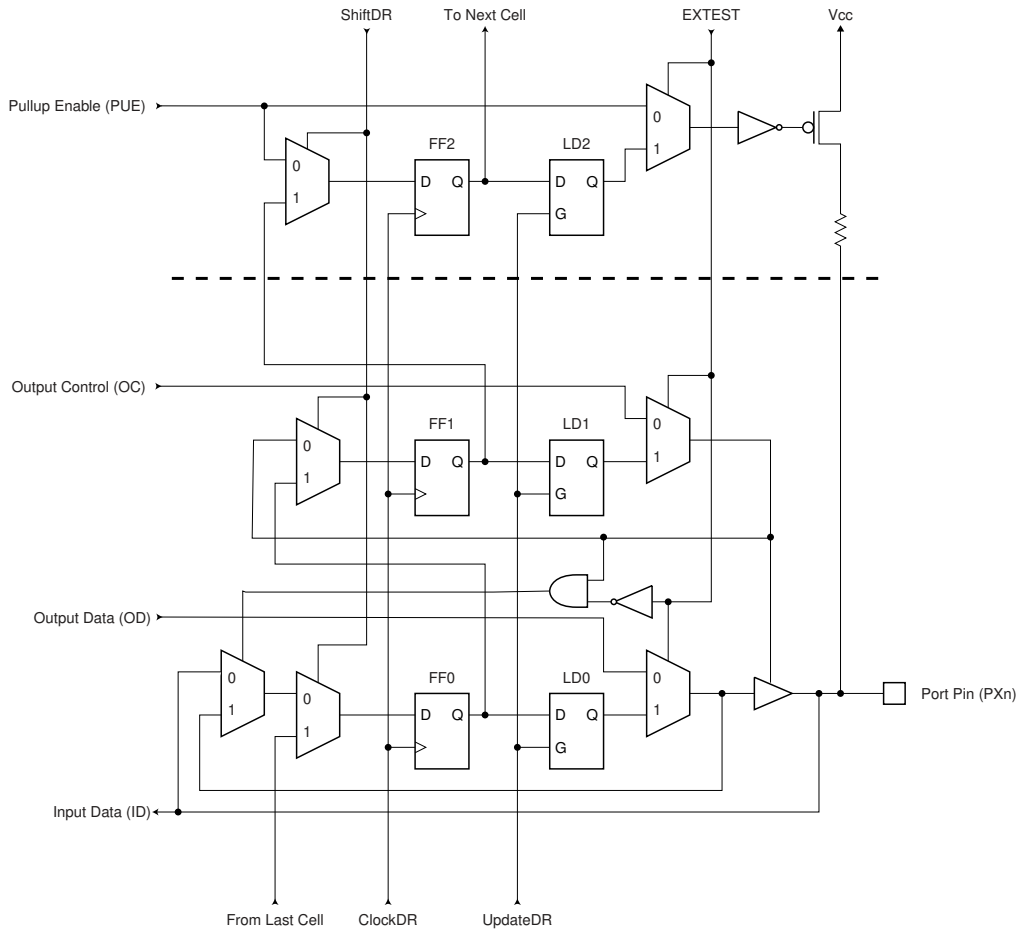 ShiftDR
To Next Cell
EXTEST
Vcc
Pullup Enable (PUE)
0
1
FF2
D Q
LD2
D Q
G
0
1
Output Control (OC)
0
1
FF1
D Q
LD1
D Q
G
0
1
Output Data (OD)
0
1
0
1
FF0
D Q
LD0
D Q
G
0
1
Port Pin (PXn)
Input Data (ID)
From Last Cell
ClockDR
UpdateDR